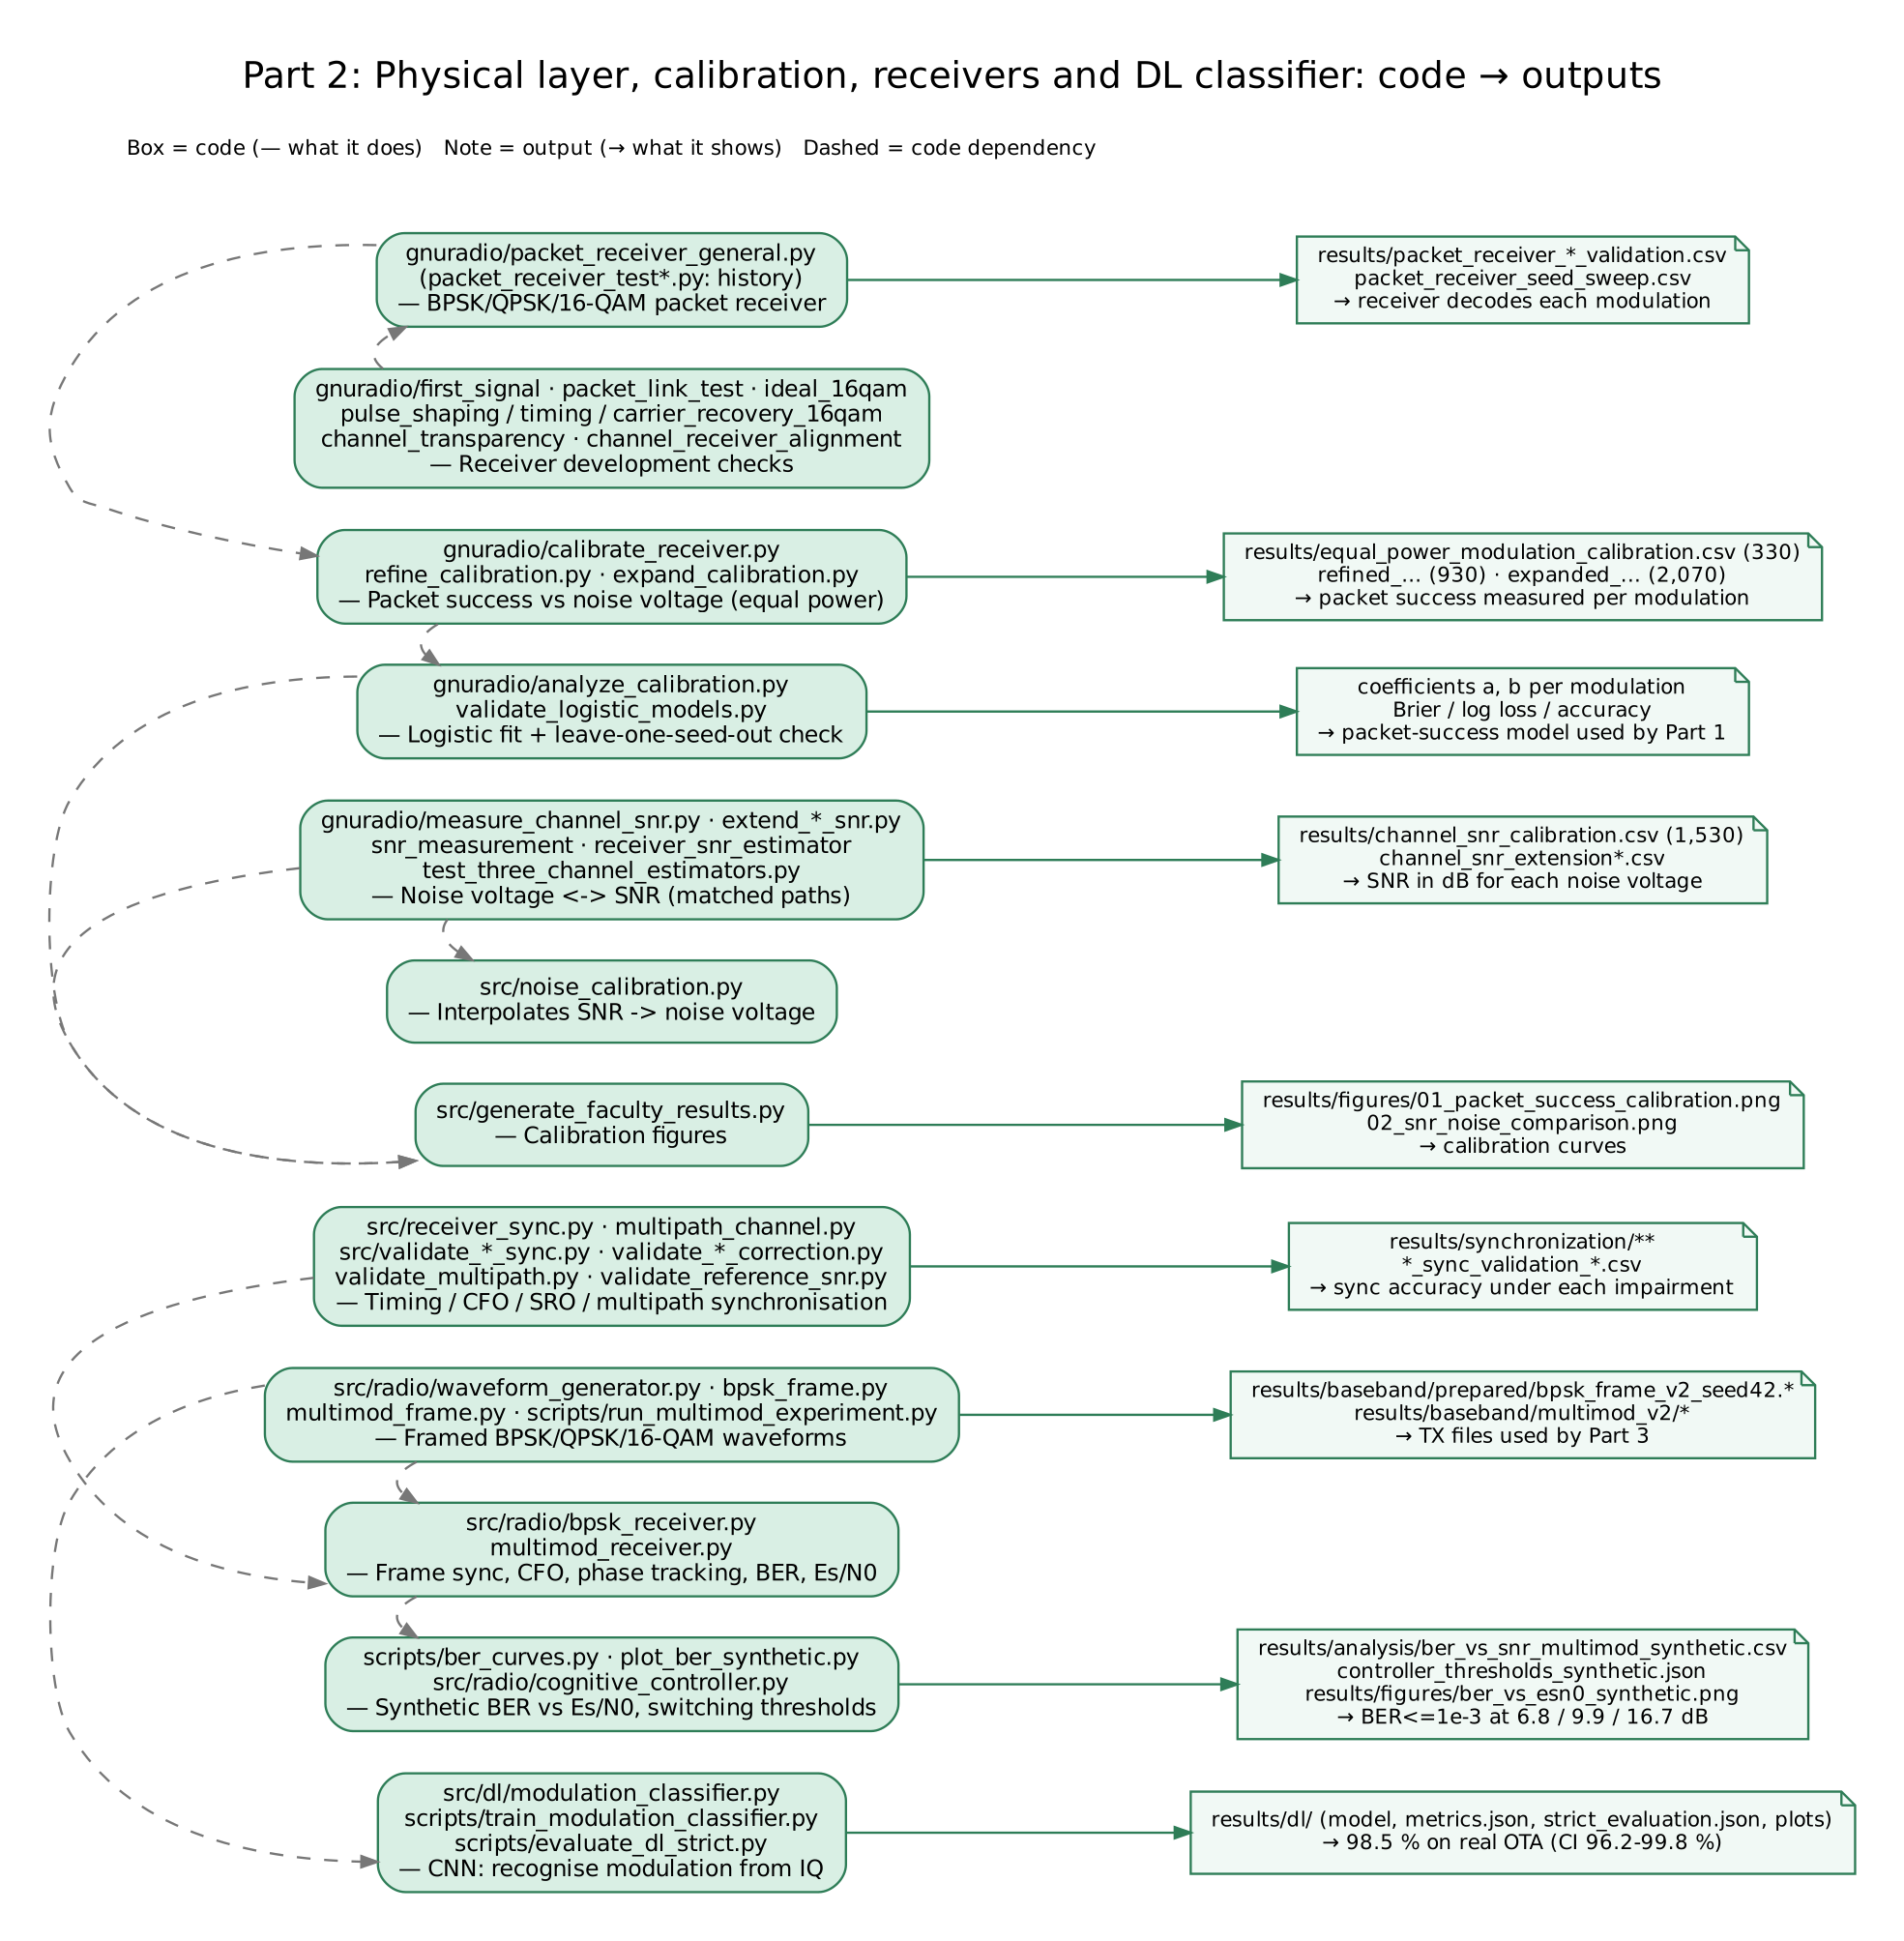 Part 2: Physical layer, calibration, receivers and DL classifier: code → outputs
Box = code (— what it does)   Note = output (→ what it shows)   Dashed = code dependency
gnuradio/packet_receiver_general.py
(packet_receiver_test*.py: history)
— BPSK/QPSK/16-QAM packet receiver
results/packet_receiver_*_validation.csv
packet_receiver_seed_sweep.csv
→ receiver decodes each modulation
gnuradio/first_signal · packet_link_test · ideal_16qam
pulse_shaping / timing / carrier_recovery_16qam
channel_transparency · channel_receiver_alignment
— Receiver development checks
gnuradio/calibrate_receiver.py
refine_calibration.py · expand_calibration.py
— Packet success vs noise voltage (equal power)
results/equal_power_modulation_calibration.csv (330)
refined_... (930) · expanded_... (2,070)
→ packet success measured per modulation
gnuradio/analyze_calibration.py
validate_logistic_models.py
— Logistic fit + leave-one-seed-out check
coefficients a, b per modulation
Brier / log loss / accuracy
→ packet-success model used by Part 1
gnuradio/measure_channel_snr.py · extend_*_snr.py
snr_measurement · receiver_snr_estimator
test_three_channel_estimators.py
— Noise voltage <-> SNR (matched paths)
results/channel_snr_calibration.csv (1,530)
channel_snr_extension*.csv
→ SNR in dB for each noise voltage
src/noise_calibration.py
— Interpolates SNR -> noise voltage
src/generate_faculty_results.py
— Calibration figures
results/figures/01_packet_success_calibration.png
02_snr_noise_comparison.png
→ calibration curves
src/receiver_sync.py · multipath_channel.py
src/validate_*_sync.py · validate_*_correction.py
validate_multipath.py · validate_reference_snr.py
— Timing / CFO / SRO / multipath synchronisation
results/synchronization/**
*_sync_validation_*.csv
→ sync accuracy under each impairment
src/radio/waveform_generator.py · bpsk_frame.py
multimod_frame.py · scripts/run_multimod_experiment.py
— Framed BPSK/QPSK/16-QAM waveforms
results/baseband/prepared/bpsk_frame_v2_seed42.*
results/baseband/multimod_v2/*
→ TX files used by Part 3
src/radio/bpsk_receiver.py
multimod_receiver.py
— Frame sync, CFO, phase tracking, BER, Es/N0
scripts/ber_curves.py · plot_ber_synthetic.py
src/radio/cognitive_controller.py
— Synthetic BER vs Es/N0, switching thresholds
results/analysis/ber_vs_snr_multimod_synthetic.csv
controller_thresholds_synthetic.json
results/figures/ber_vs_esn0_synthetic.png
→ BER<=1e-3 at 6.8 / 9.9 / 16.7 dB
src/dl/modulation_classifier.py
scripts/train_modulation_classifier.py
scripts/evaluate_dl_strict.py
— CNN: recognise modulation from IQ
results/dl/ (model, metrics.json, strict_evaluation.json, plots)
→ 98.5 % on real OTA (CI 96.2-99.8 %)